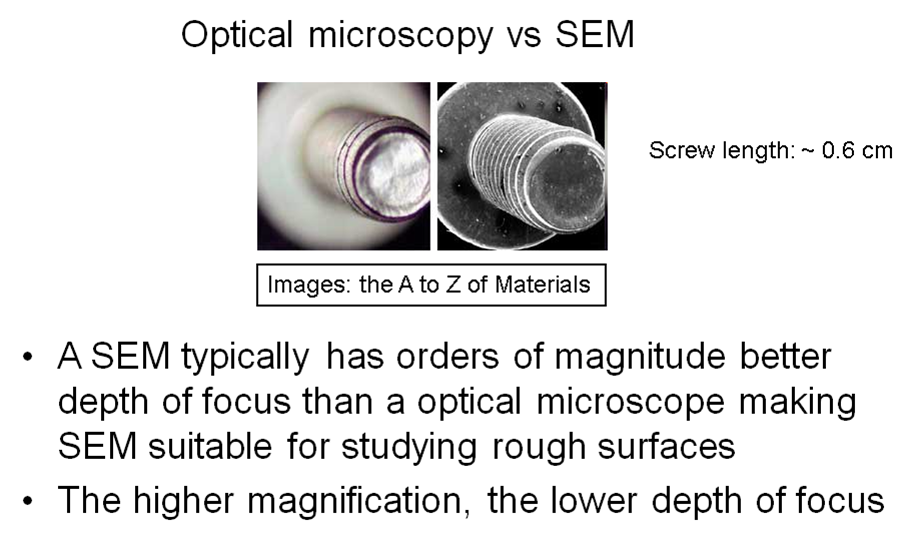 Optical microscopy vs SEM
Screw length: ~ 0.6 cm
Images: the A to Z of Materials
• A SEM typically has orders of magnitude better
depth of focus than a optical microscope making
SEM suitable for studying rough surfaces
• The higher magnification, the lower depth of focus